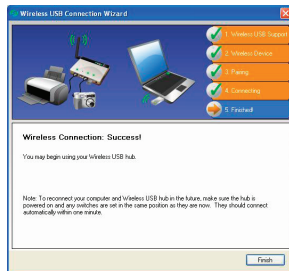 Wireless USB Connection Wizard
1. Wireless USB Support
2. Wireless Device
3. Pairing
4. Connecting
5. Finished!
Wireless Connection: Success!
You may begin using your Wireless USB hub.
Note: To reconnect your computer and Wireless USB hub in the future, make sure the hub is
powered on and any switches are set in the same position as they are now. They should connect
automatically within one minute.
Finish